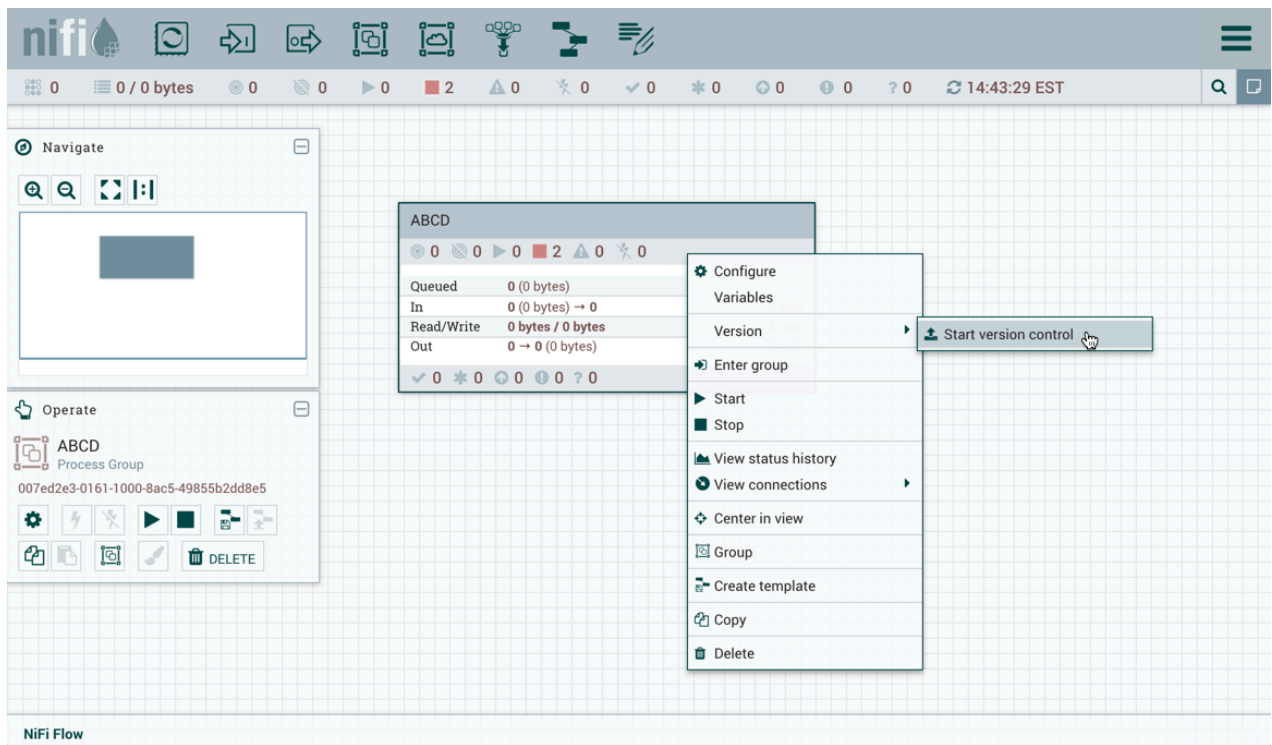 nifi
0 0 / 0 bytes 0 0 0 2 0 0 0 0 0 0 ? 0 14:43:29 EST
Navigate
ABCD
0 0 0 2 0 0
Queued 0 (0 bytes)
In 0 (0 bytes) → 0
Read/Write 0 bytes / 0 bytes
Out 0 → 0 (0 bytes)
0 0 0 0 ? 0
Configure
Variables
Version
Start version control
Enter group
Start
Stop
View status history
View connections
Center in view
Group
Create template
Copy
Delete
Operate
ABCD
Process Group
007ed2e3-0161-1000-8ac5-49855b2dd8e5
DELETE
NiFi Flow